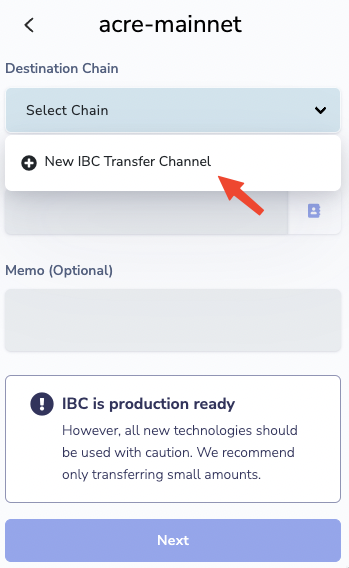 acre-mainnet
Destination Chain
Select Chain
New IBC Transfer Channel
Memo (Optional)
IBC is production ready
However, all new technologies should
be used with caution. We recommend
only transferring small amounts.
Next